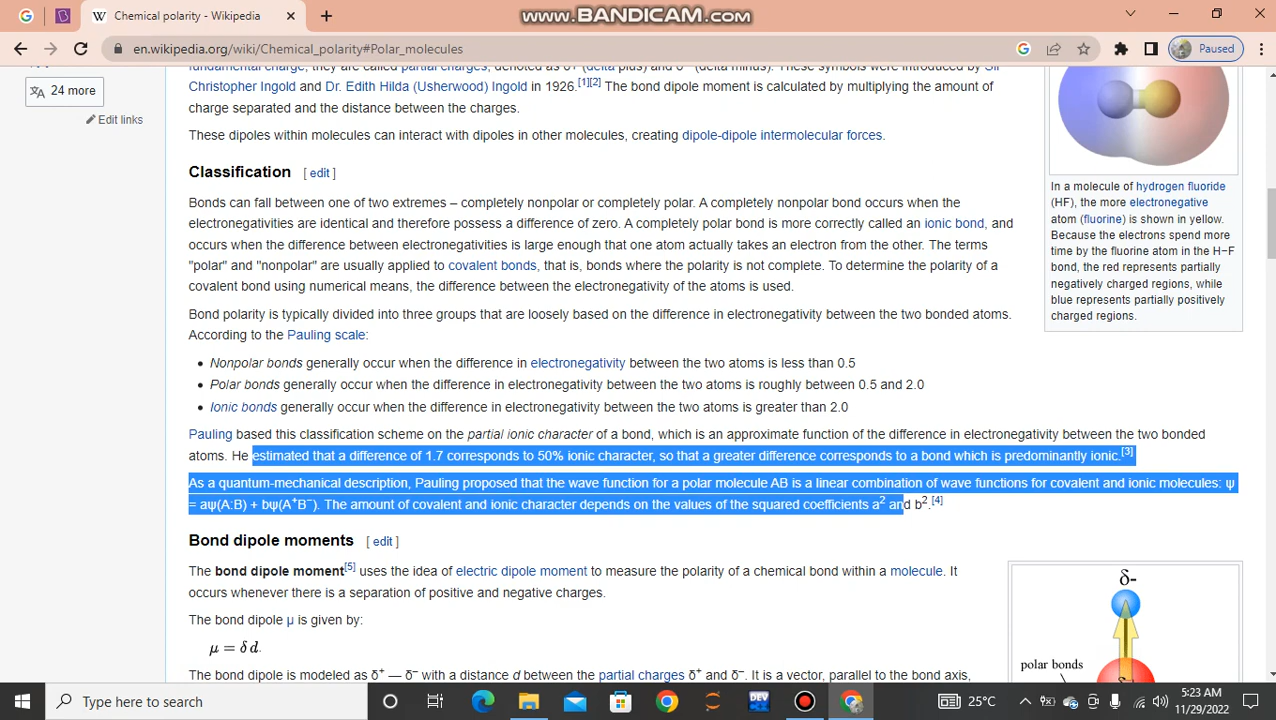 Chemical polarity - Wikipedia
www.BANDICAM.com
en.wikipedia.org/wiki/Chemical_polarity#Polar_molecules
Paused
24 more
Edit links
fundamental charge, they are called partial charges, denoted as δ+ (delta plus) and δ− (delta minus). These symbols were introduced by Sir
Christopher Ingold and Dr. Edith Hilda (Usherwood) Ingold in 1926.[1][2] The bond dipole moment is calculated by multiplying the amount of
charge separated and the distance between the charges.
These dipoles within molecules can interact with dipoles in other molecules, creating dipole-dipole intermolecular forces.
Classification [ edit ]
Bonds can fall between one of two extremes – completely nonpolar or completely polar. A completely nonpolar bond occurs when the
electronegativities are identical and therefore possess a difference of zero. A completely polar bond is more correctly called an ionic bond, and
occurs when the difference between electronegativities is large enough that one atom actually takes an electron from the other. The terms
"polar" and "nonpolar" are usually applied to covalent bonds, that is, bonds where the polarity is not complete. To determine the polarity of a
covalent bond using numerical means, the difference between the electronegativity of the atoms is used.
Bond polarity is typically divided into three groups that are loosely based on the difference in electronegativity between the two bonded atoms.
According to the Pauling scale:
• Nonpolar bonds generally occur when the difference in electronegativity between the two atoms is less than 0.5
• Polar bonds generally occur when the difference in electronegativity between the two atoms is roughly between 0.5 and 2.0
• Ionic bonds generally occur when the difference in electronegativity between the two atoms is greater than 2.0
Pauling based this classification scheme on the partial ionic character of a bond, which is an approximate function of the difference in electronegativity between the two bonded
atoms. He estimated that a difference of 1.7 corresponds to 50% ionic character, so that a greater difference corresponds to a bond which is predominantly ionic.[3]
As a quantum-mechanical description, Pauling proposed that the wave function for a polar molecule AB is a linear combination of wave functions for covalent and ionic molecules: ψ
= aψ(A:B) + bψ(A⁺B⁻). The amount of covalent and ionic character depends on the values of the squared coefficients a² and b².[4]
Bond dipole moments [ edit ]
The bond dipole moment[5] uses the idea of electric dipole moment to measure the polarity of a chemical bond within a molecule. It
occurs whenever there is a separation of positive and negative charges.
The bond dipole μ is given by:
μ = δ d.
The bond dipole is modeled as δ⁺ — δ⁻ with a distance d between the partial charges δ⁺ and δ⁻. It is a vector, parallel to the bond axis,
In a molecule of hydrogen fluoride
(HF), the more electronegative
atom (fluorine) is shown in yellow.
Because the electrons spend more
time by the fluorine atom in the H−F
bond, the red represents partially
negatively charged regions, while
blue represents partially positively
charged regions.
δ-
polar bonds
Type here to search
DEV
25°C
5:23 AM
11/29/2022